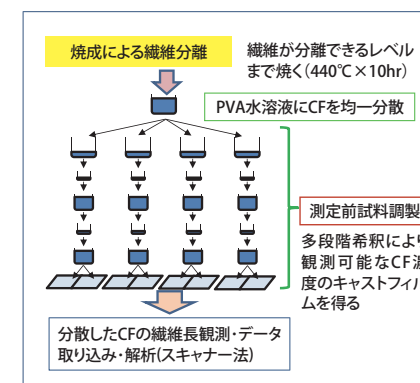 焼成による繊維分離
繊維が分離できるレベル
まで焼く(440℃×10hr)
PVA水溶液にCFを均一分散
測定前試料調製
多段階希釈によ
観測可能なCF
度のキャストフィ
ムを得る
分散したCFの繊維長観測・データ
取り込み・解析(スキャナー法)